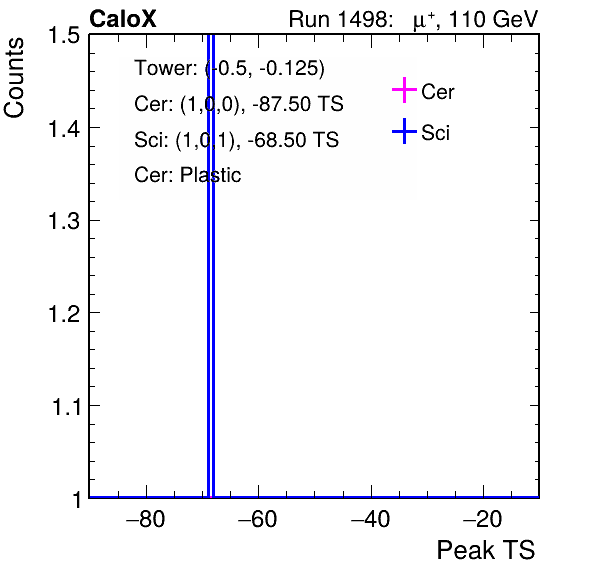 CaloX Run 1498: μ⁺, 110 GeV
Counts
1.5
1.4
1.3
1.2
1.1
1
Tower: (-0.5, -0.125)
Cer: (1,0,0), -87.50 TS
Sci: (1,0,1), -68.50 TS
Cer: Plastic
Cer
Sci
−80 −60 −40 −20
Peak TS